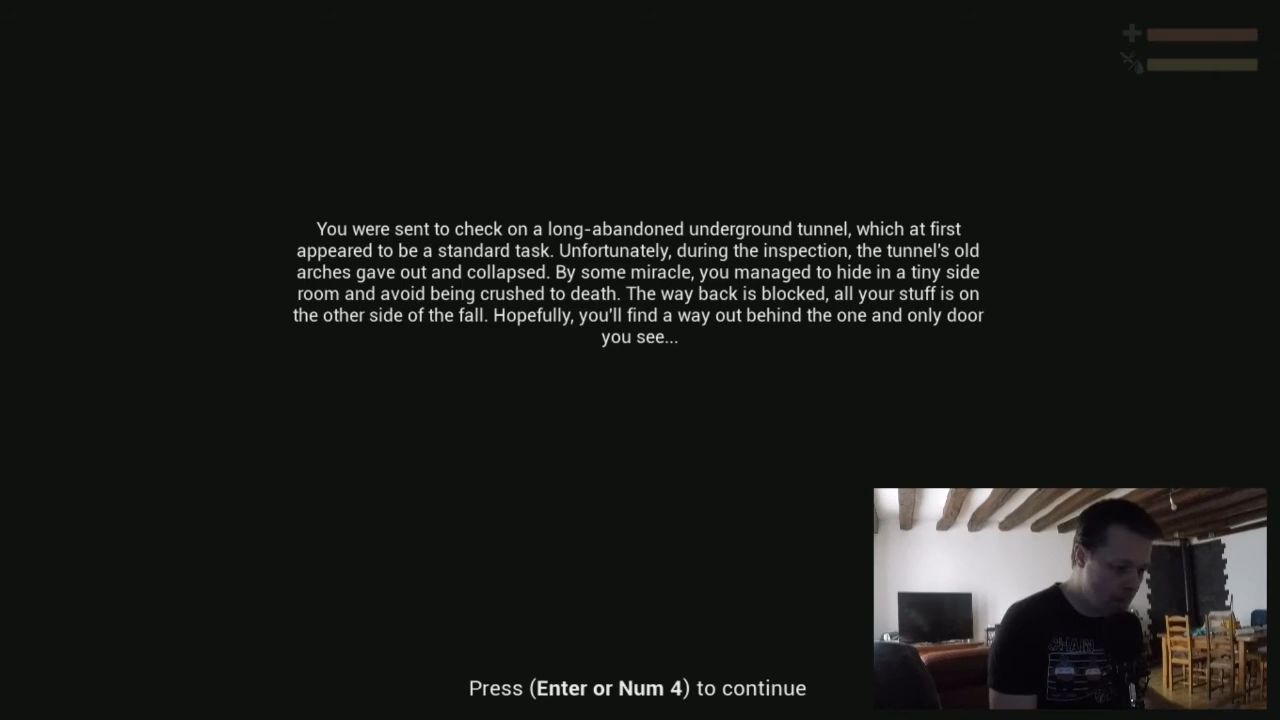 You were sent to check on a long-abandoned underground tunnel, which at first
appeared to be a standard task. Unfortunately, during the inspection, the tunnel's old
arches gave out and collapsed. By some miracle, you managed to hide in a tiny side
room and avoid being crushed to death. The way back is blocked, all your stuff is on
the other side of the fall. Hopefully, you'll find a way out behind the one and only door
you see...
Press (Enter or Num 4) to continue